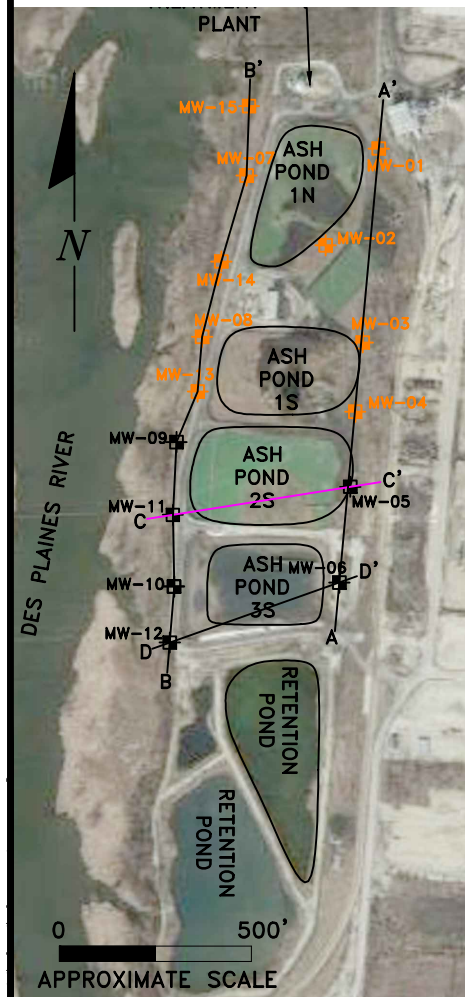 PLANT
B'
A'
MW-15
MW-07
ASH
POND
1N
MW-01
MW-02
N
MW-14
MW-08
MW-03
ASH
POND
1S
MW-13
MW-04
MW-09
ASH
POND
2S
C'
MW-11
C
MW-05
DES PLAINES RIVER
ASH
POND
3S
MW-06
D'
MW-10
MW-12
D
A
B
RETENTION
POND
RETENTION
POND
0 500'
APPROXIMATE SCALE